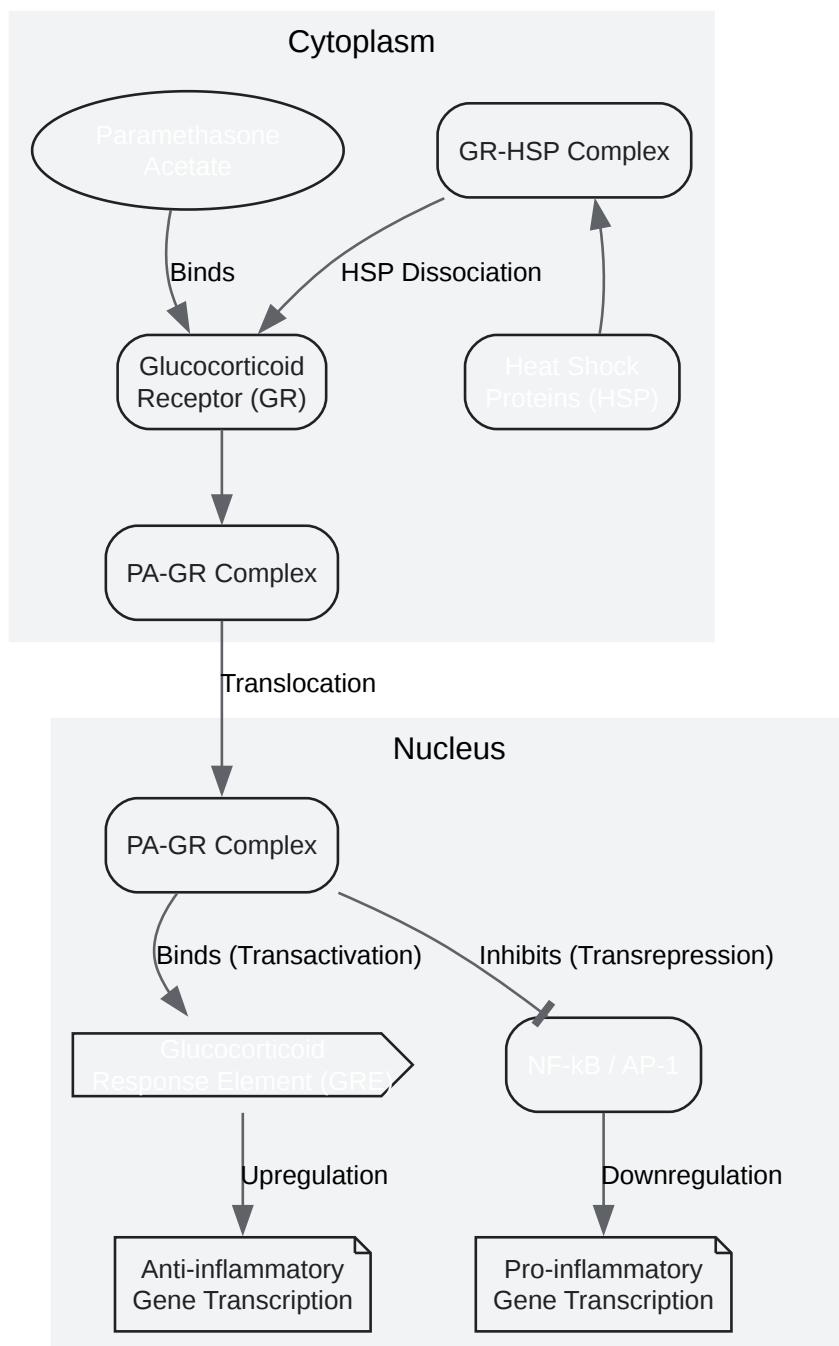 Cytoplasm
Paramethasone
Acetate
GR-HSP Complex
Binds
HSP Dissociation
Glucocorticoid
Receptor (GR)
Heat Shock
Proteins (HSP)
PA-GR Complex
Translocation
Nucleus
PA-GR Complex
Binds (Transactivation)
Inhibits (Transrepression)
Glucocorticoid
Response Element (GRE)
NF-kB / AP-1
Upregulation
Downregulation
Anti-inflammatory
Gene Transcription
Pro-inflammatory
Gene Transcription